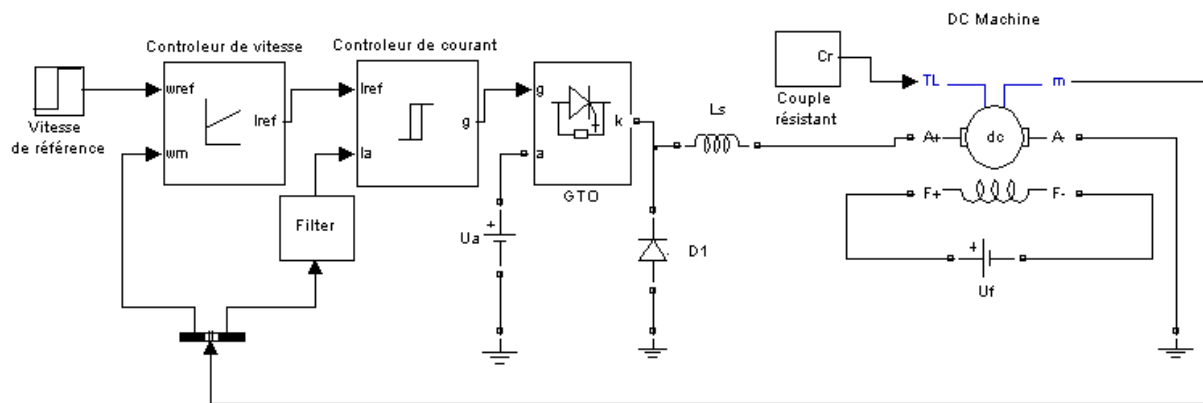 DC Machine
Controleur de vitesse
Controleur de courant
wref
Iref
wm
Vitesse
de référence
Iref
g
Ia
Filter
g
k
a
GTO
Ua
+
D1
Ls
Cr
Couple
résistant
TL
m
A+
dc
A-
F+
F-
+
Uf